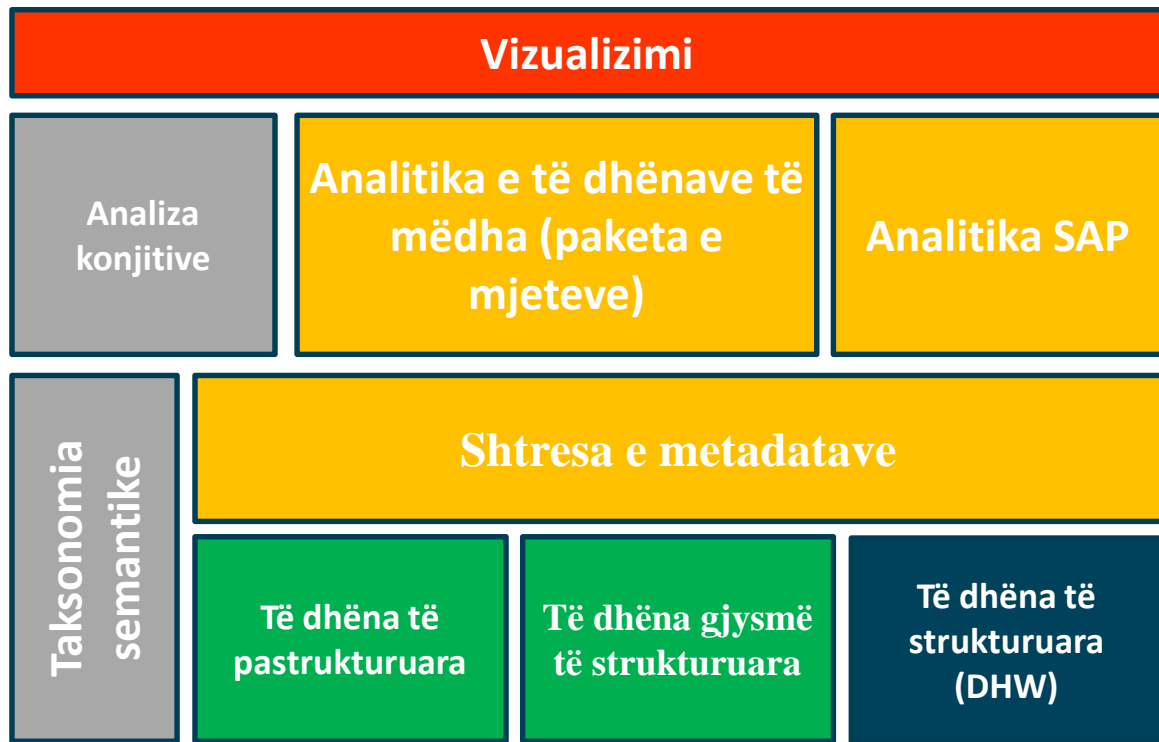 Vizualizimi
Analiza
konjitive
Analitika e të dhënave të
mëdha (paketa e
mjeteve)
Analitika SAP
Taksonomia
semantike
Shtresa e metadatave
Të dhëna të
pastrukturuara
Të dhëna gjysmë
të strukturuara
Të dhëna të
strukturuara
(DHW)